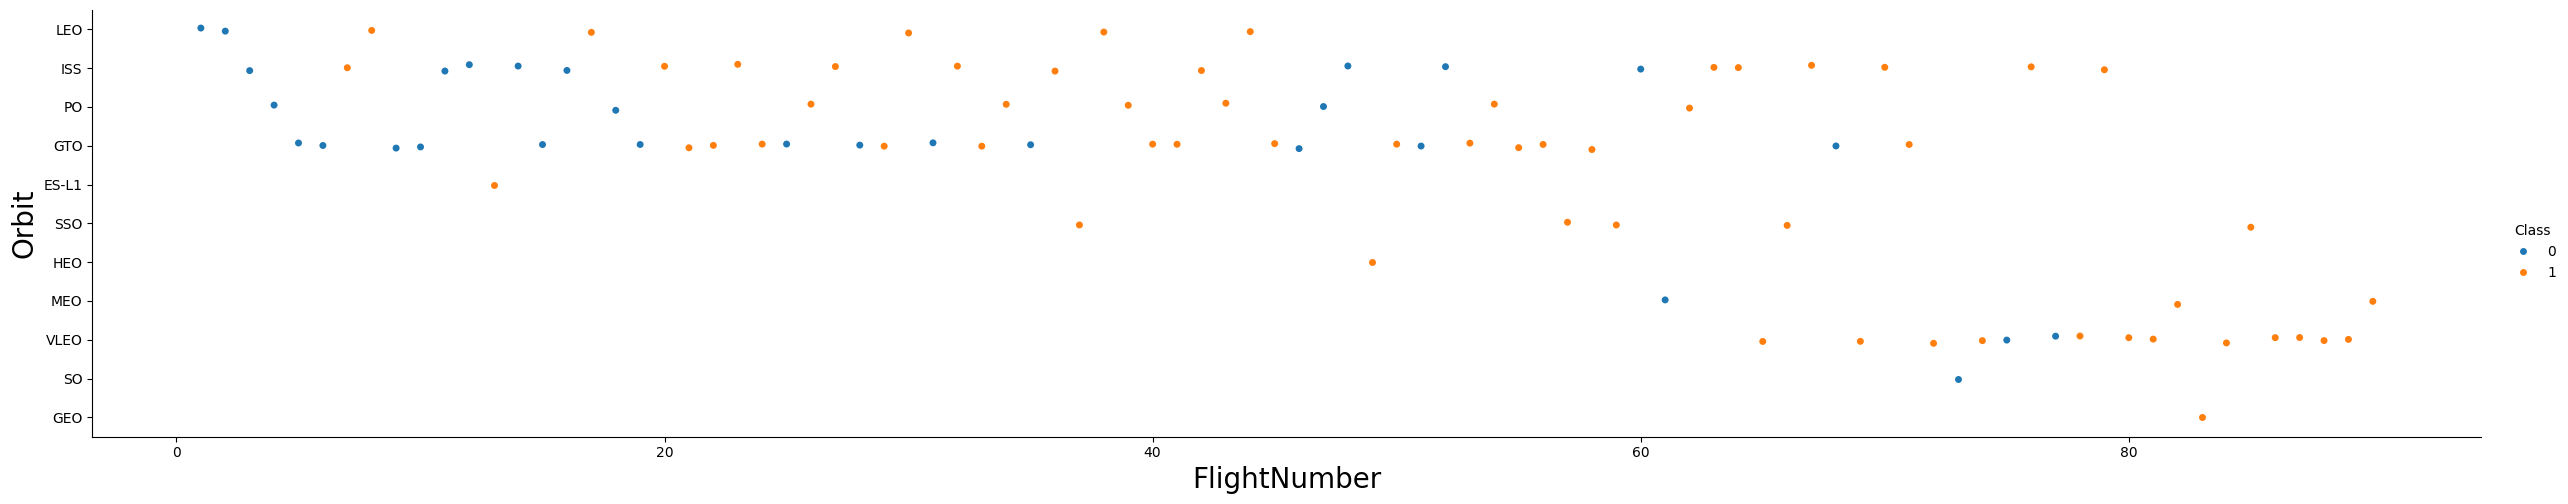 Orbit
LEO
ISS
PO
GTO
ES-L1
SSO
HEO
MEO
VLEO
SO
GEO
0
20
40
60
80
FlightNumber
Class
0
1